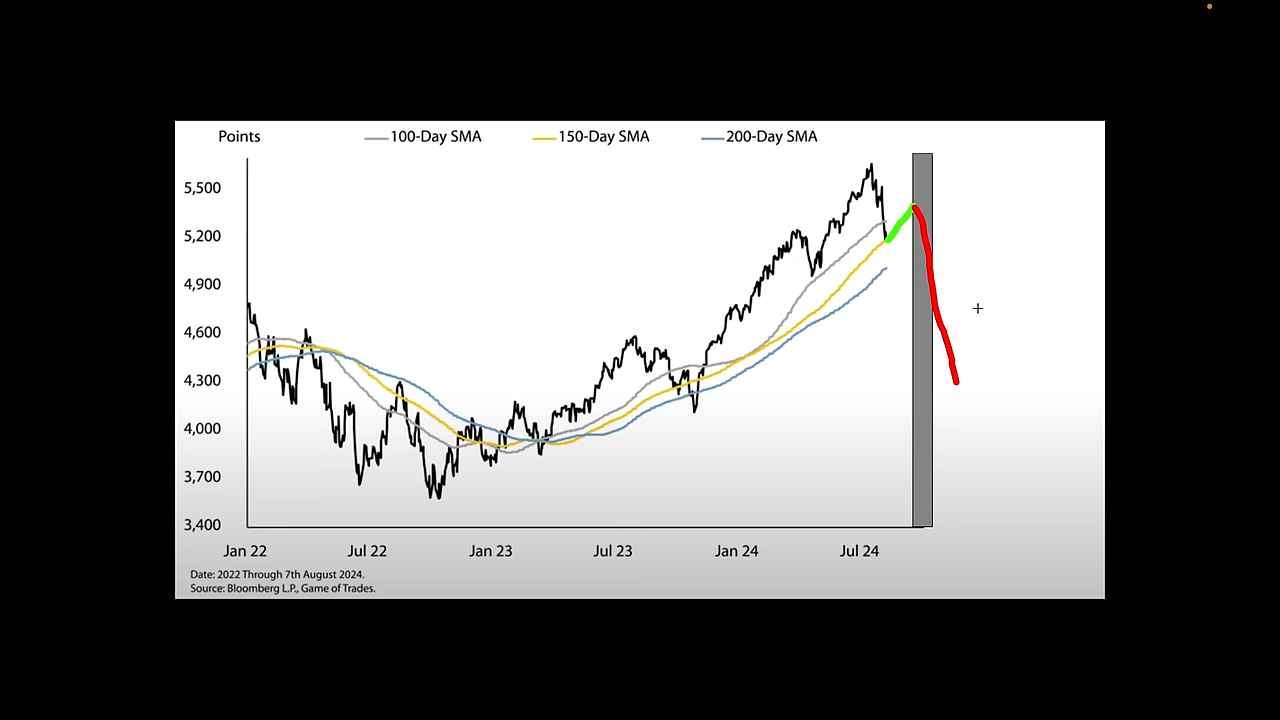 Points 100-Day SMA 150-Day SMA 200-Day SMA
5,500
5,200
4,900
4,600
4,300
4,000
3,700
3,400
Jan 22 Jul 22 Jan 23 Jul 23 Jan 24 Jul 24
Date: 2022 Through 7th August 2024.
Source: Bloomberg L.P., Game of Trades.